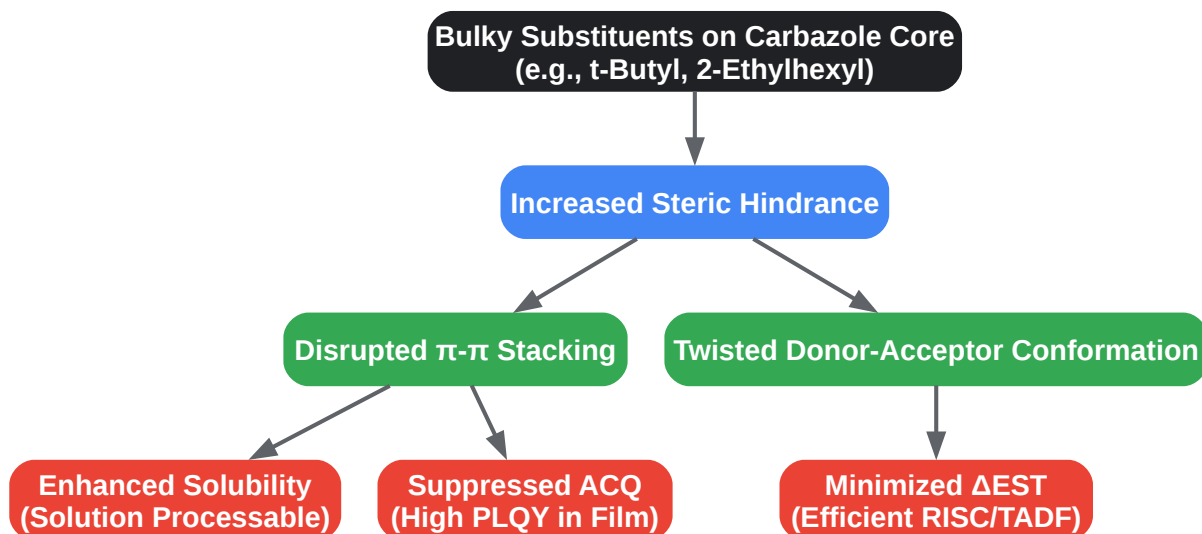 Bulky Substituents on Carbazole Core
(e.g., t-Butyl, 2-Ethylhexyl)
Increased Steric Hindrance
Disrupted π-π Stacking
Twisted Donor-Acceptor Conformation
Enhanced Solubility
(Solution Processable)
Suppressed ACQ
(High PLQY in Film)
Minimized ΔEST
(Efficient RISC/TADF)